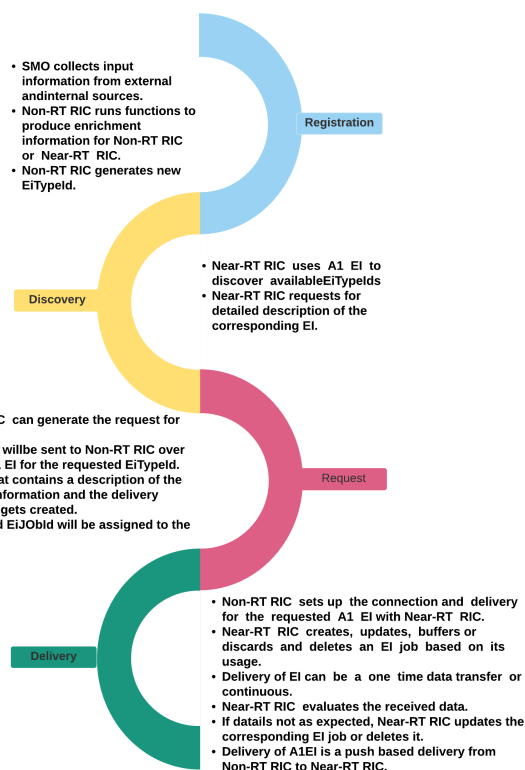 • SMO collects input
information from external
andinternal sources.
• Non-RT RIC runs functions to
produce enrichment
information for Non-RT RIC
or Near-RT RIC.
• Non-RT RIC generates new
EiTypeId.
Registration
• Near-RT RIC uses A1 EI to
discover availableEiTypeIds
• Near-RT RIC requests for
detailed description of the
corresponding EI.
Discovery
can generate the request for
willbe sent to Non-RT RIC over
EI for the requested EiTypeId.
contains a description of the
and the delivery
gets created.
EiJObId will be assigned to the
Request
• Non-RT RIC sets up the connection and delivery
for the requested A1 EI with Near-RT RIC.
• Near-RT RIC creates, updates, buffers or
discards and deletes an EI job based on its
usage.
• Delivery of EI can be a one time data transfer or
continuous.
• Near-RT RIC evaluates the received data.
• If datails not as expected, Near-RT RIC updates the
corresponding EI job or deletes it.
• Delivery of A1EI is a push based delivery from
Non-RT RIC to Near-RT RIC.
Delivery